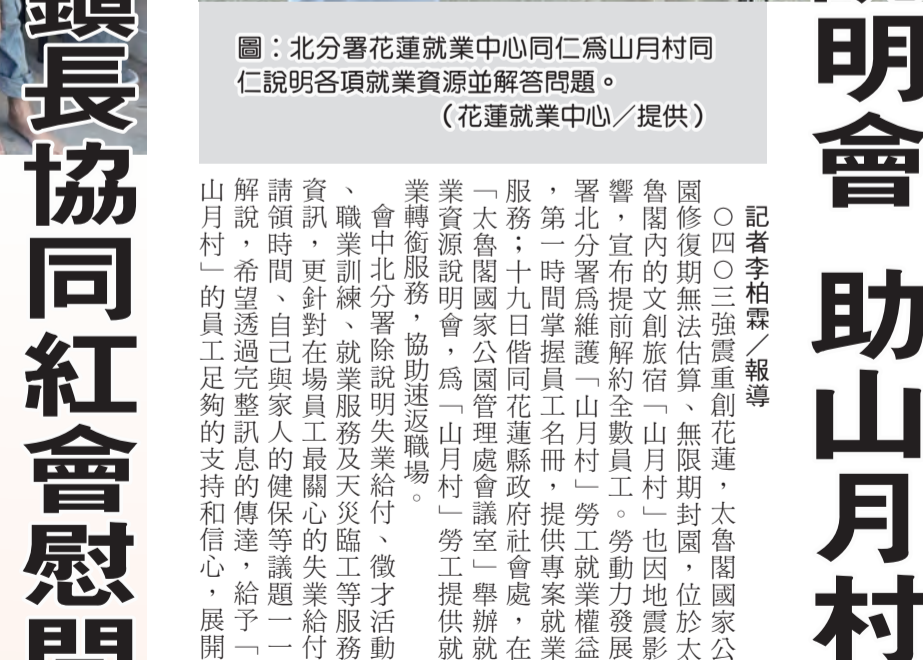 明會 助山月村
圖：北分署花蓮就業中心同仁為山月村同
仁說明各項就業資源並解答問題。
（花蓮就業中心／提供）
記者李柏霖／報導
○四○三強震重創花蓮，太魯閣國家公
園修復期無法估算、無限期封園，位於太
魯閣內的文創旅宿「山月村」也因地震影
響，宣布提前解約全數員工。勞動力發展
署北分署為維護「山月村」勞工就業權益
，第一時間掌握員工名冊，提供專案就業
服務；十九日偕同花蓮縣政府社會處，在
「太魯閣國家公園管理處會議室」舉辦就
業資源說明會，為「山月村」勞工提供就
業轉銜服務，協助速返職場。
會中北分署除說明失業給付、徵才活動
、職業訓練、就業服務及天災臨工等服務
資訊，更針對在場員工最關心的失業給付
請領時間、自己與家人的健保等議題一一
解說，希望透過完整訊息的傳達，給予「
山月村」的員工足夠的支持和信心，展開
鎮長協同紅會慰問